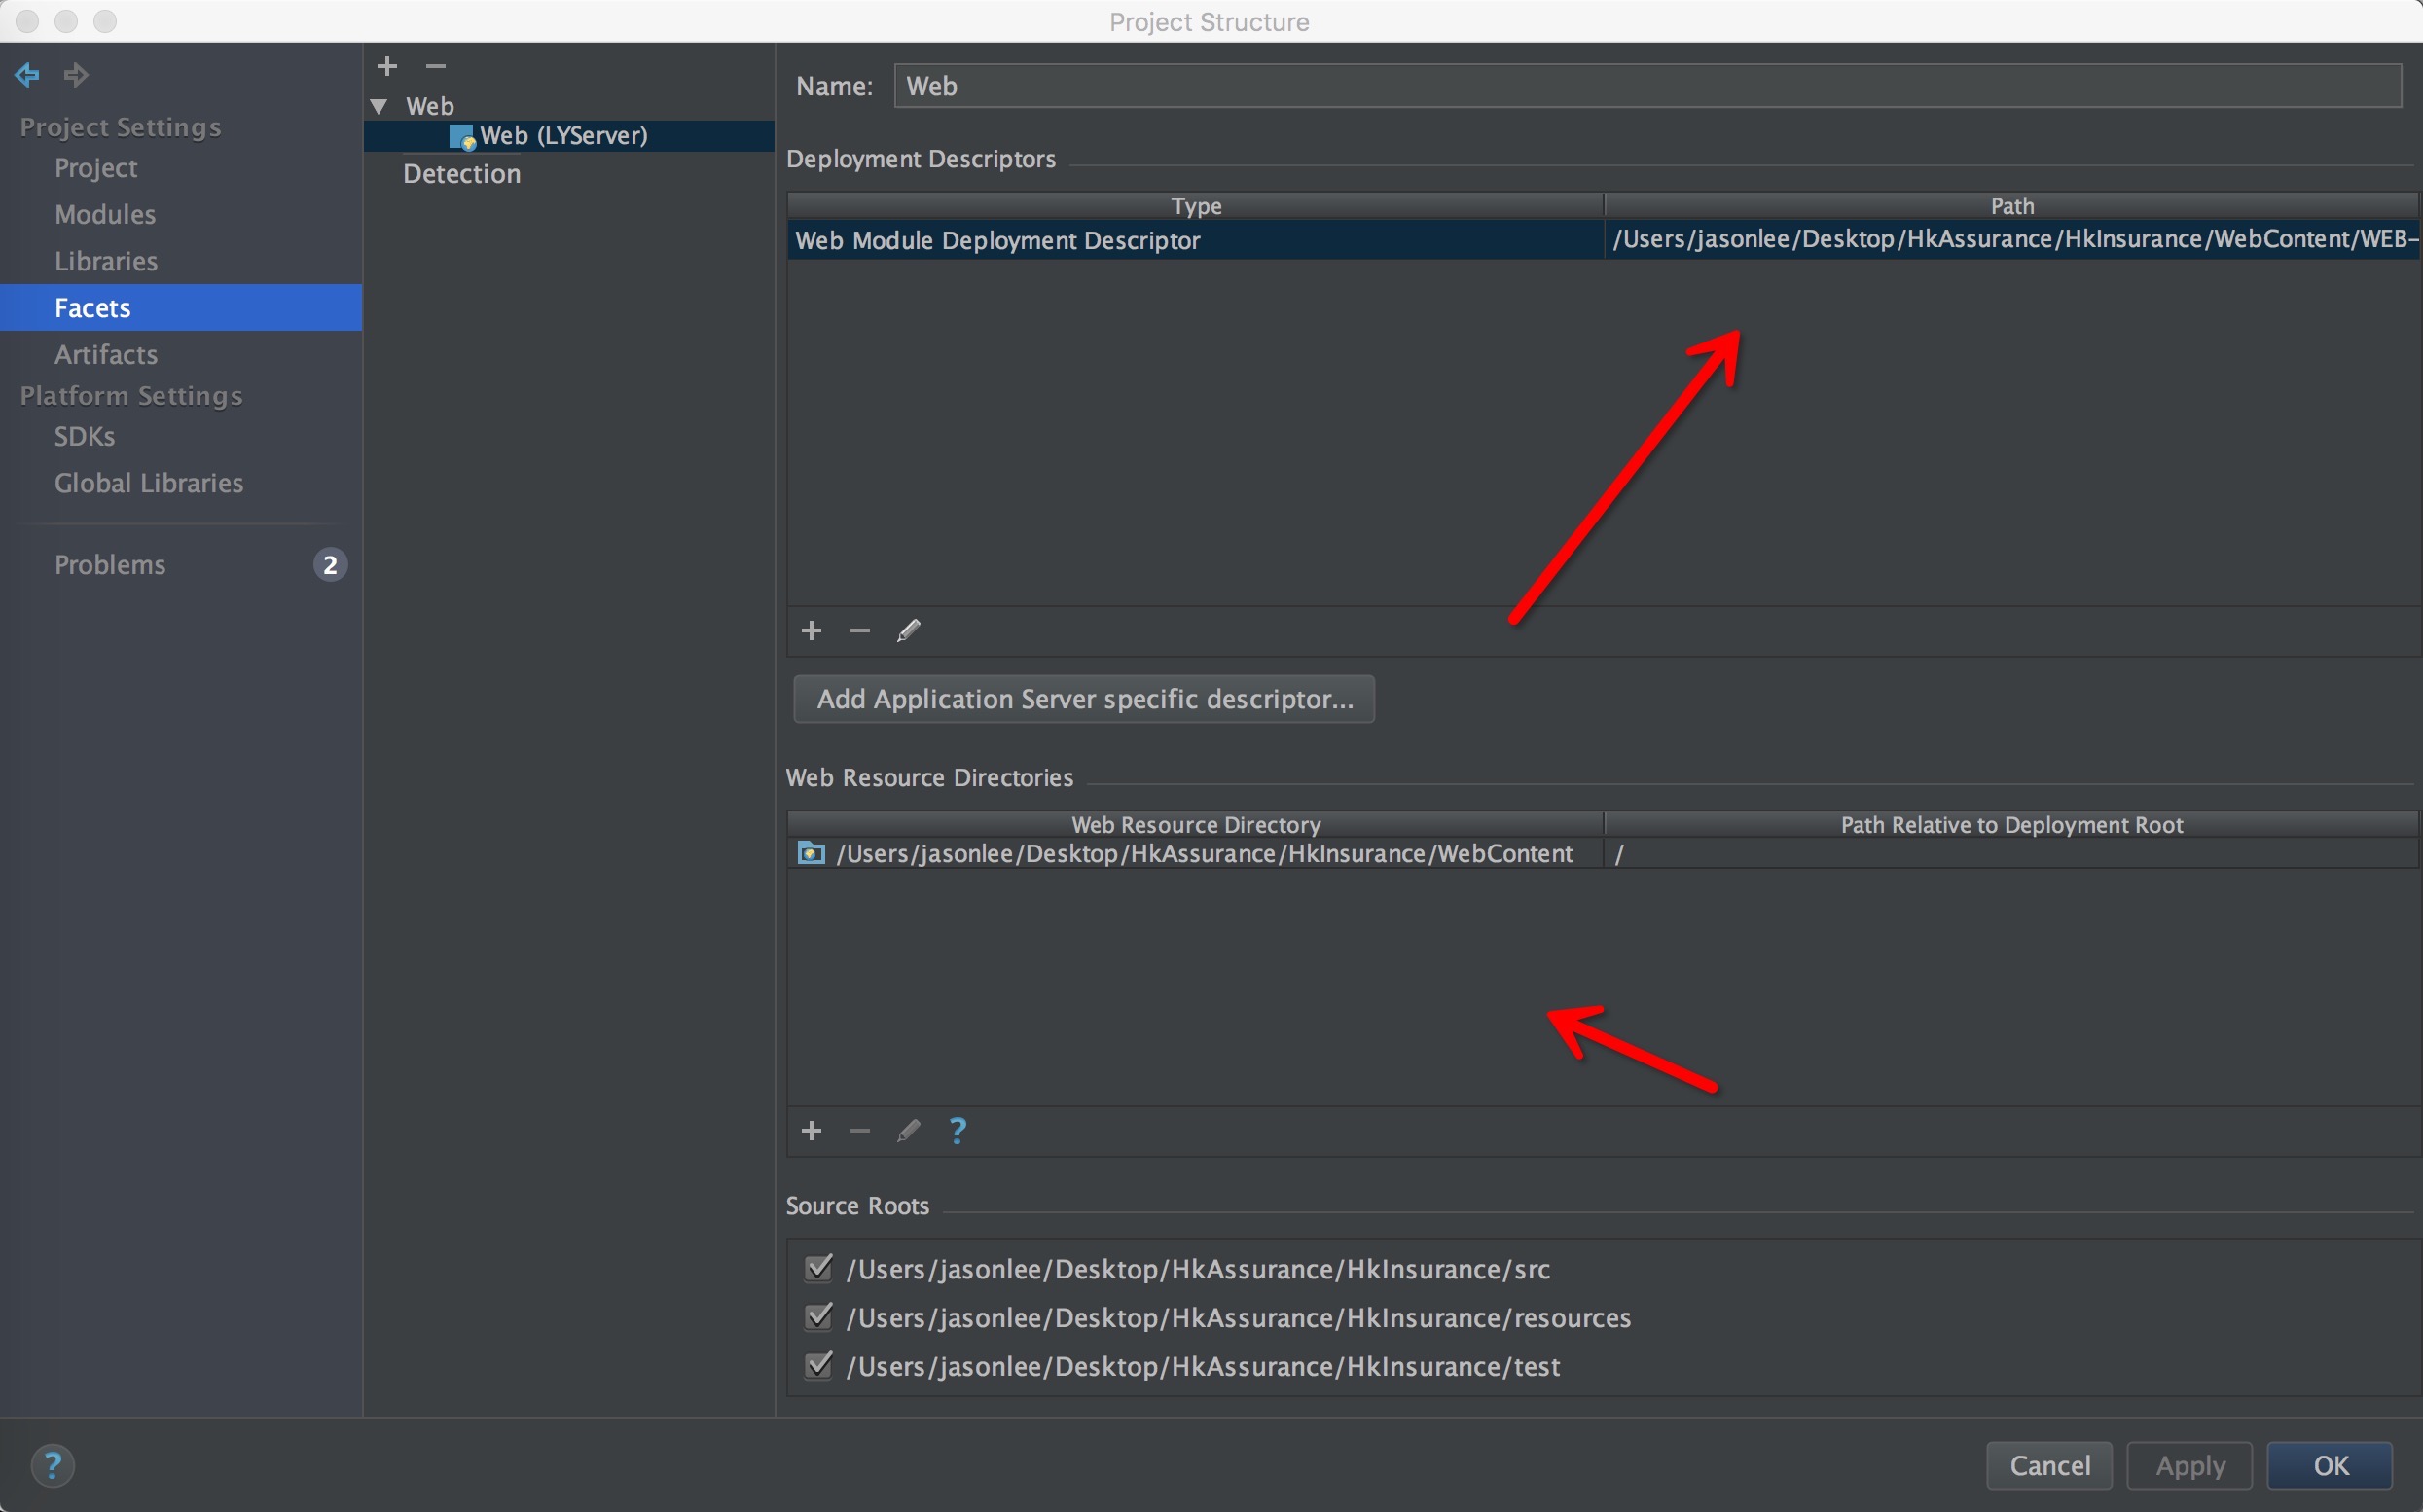 Project Structure
Project Settings
Project
Modules
Libraries
Facets
Artifacts
Platform Settings
SDKs
Global Libraries
Problems 2
Web
Web (LYServer)
Detection
Name: Web
Deployment Descriptors
Type Path
Web Module Deployment Descriptor /Users/jasonlee/Desktop/HkAssurance/HkInsurance/WebContent/WEB-
Add Application Server specific descriptor...
Web Resource Directories
Web Resource Directory Path Relative to Deployment Root
/Users/jasonlee/Desktop/HkAssurance/HkInsurance/WebContent /
?
Source Roots
/Users/jasonlee/Desktop/HkAssurance/HkInsurance/src
/Users/jasonlee/Desktop/HkAssurance/HkInsurance/resources
/Users/jasonlee/Desktop/HkAssurance/HkInsurance/test
? Cancel Apply OK